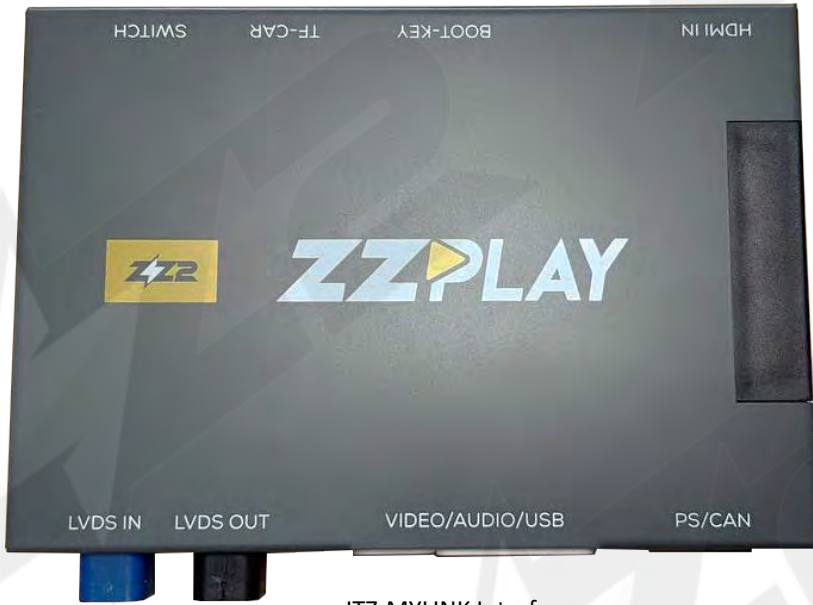 SWITCH TF-CAR BOOT-KEY HDMI IN
ZZ2 ZZPLAY
LVDS IN LVDS OUT VIDEO/AUDIO/USB PS/CAN